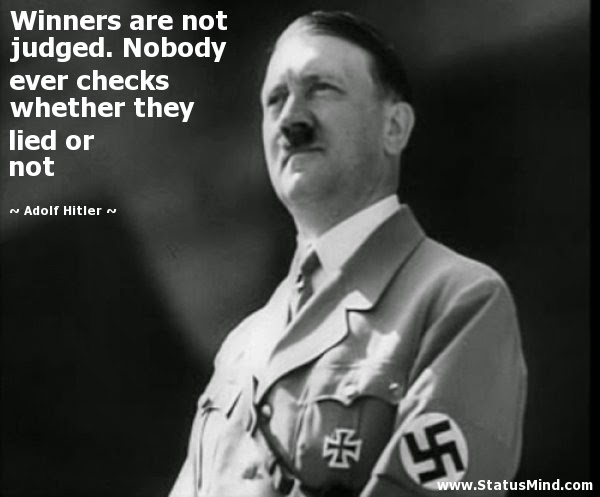 Winners are not
judged. Nobody
ever checks
whether they
lied or
not
~ Adolf Hitler ~
www.StatusMind.com